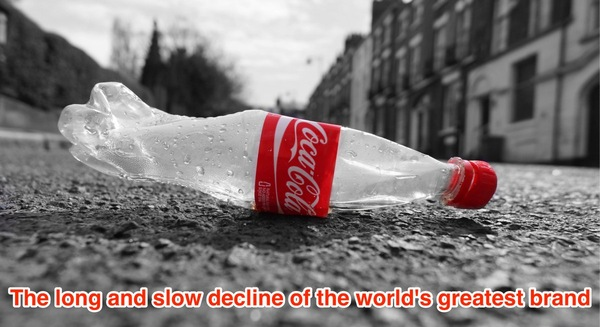 Coca-Cola
The long and slow decline of the world's greatest brand